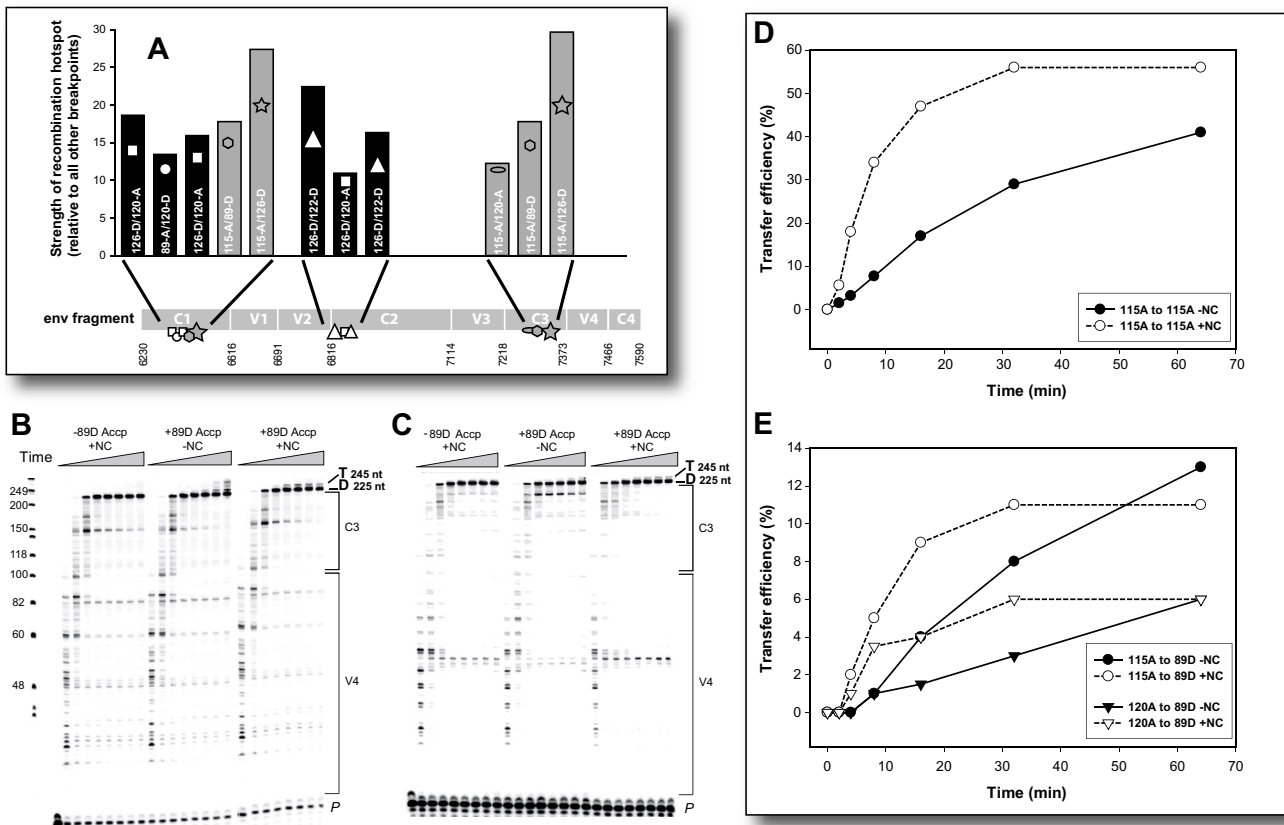 A
Strength of recombination hotspot
(relative to all other breakpoints)
30
25
20
15
10
5
0
126-D/120-A
89-A/120-D
126-D/120-A
115-A/89-D
115-A/126-D
126-D/122-D
126-D/120-A
126-D/122-D
115-A/120-A
115-A/89-D
115-A/126-D
env fragment
C1
V1
V2
C2
V3
C3
V4
C4
6230
6616
6691
6816
7114
7218
7373
7466
7590
B
-89D Accp
+NC
+89D Accp
-NC
+89D Accp
+NC
Time
T 245 nt
D 225 nt
249
200
150
118
100
82
60
48
C3
V4
P
C
-89D Accp
+NC
+89D Accp
-NC
+89D Accp
+NC
T 245 nt
D 225 nt
C3
V4
P
D
Transfer efficiency (%)
60
50
40
30
20
10
0
115A to 115A -NC
115A to 115A +NC
0 10 20 30 40 50 60 70
Time (min)
E
Transfer efficiency (%)
14
12
10
8
6
4
2
0
115A to 89D -NC
115A to 89D +NC
120A to 89D -NC
120A to 89D +NC
0 10 20 30 40 50 60 70
Time (min)